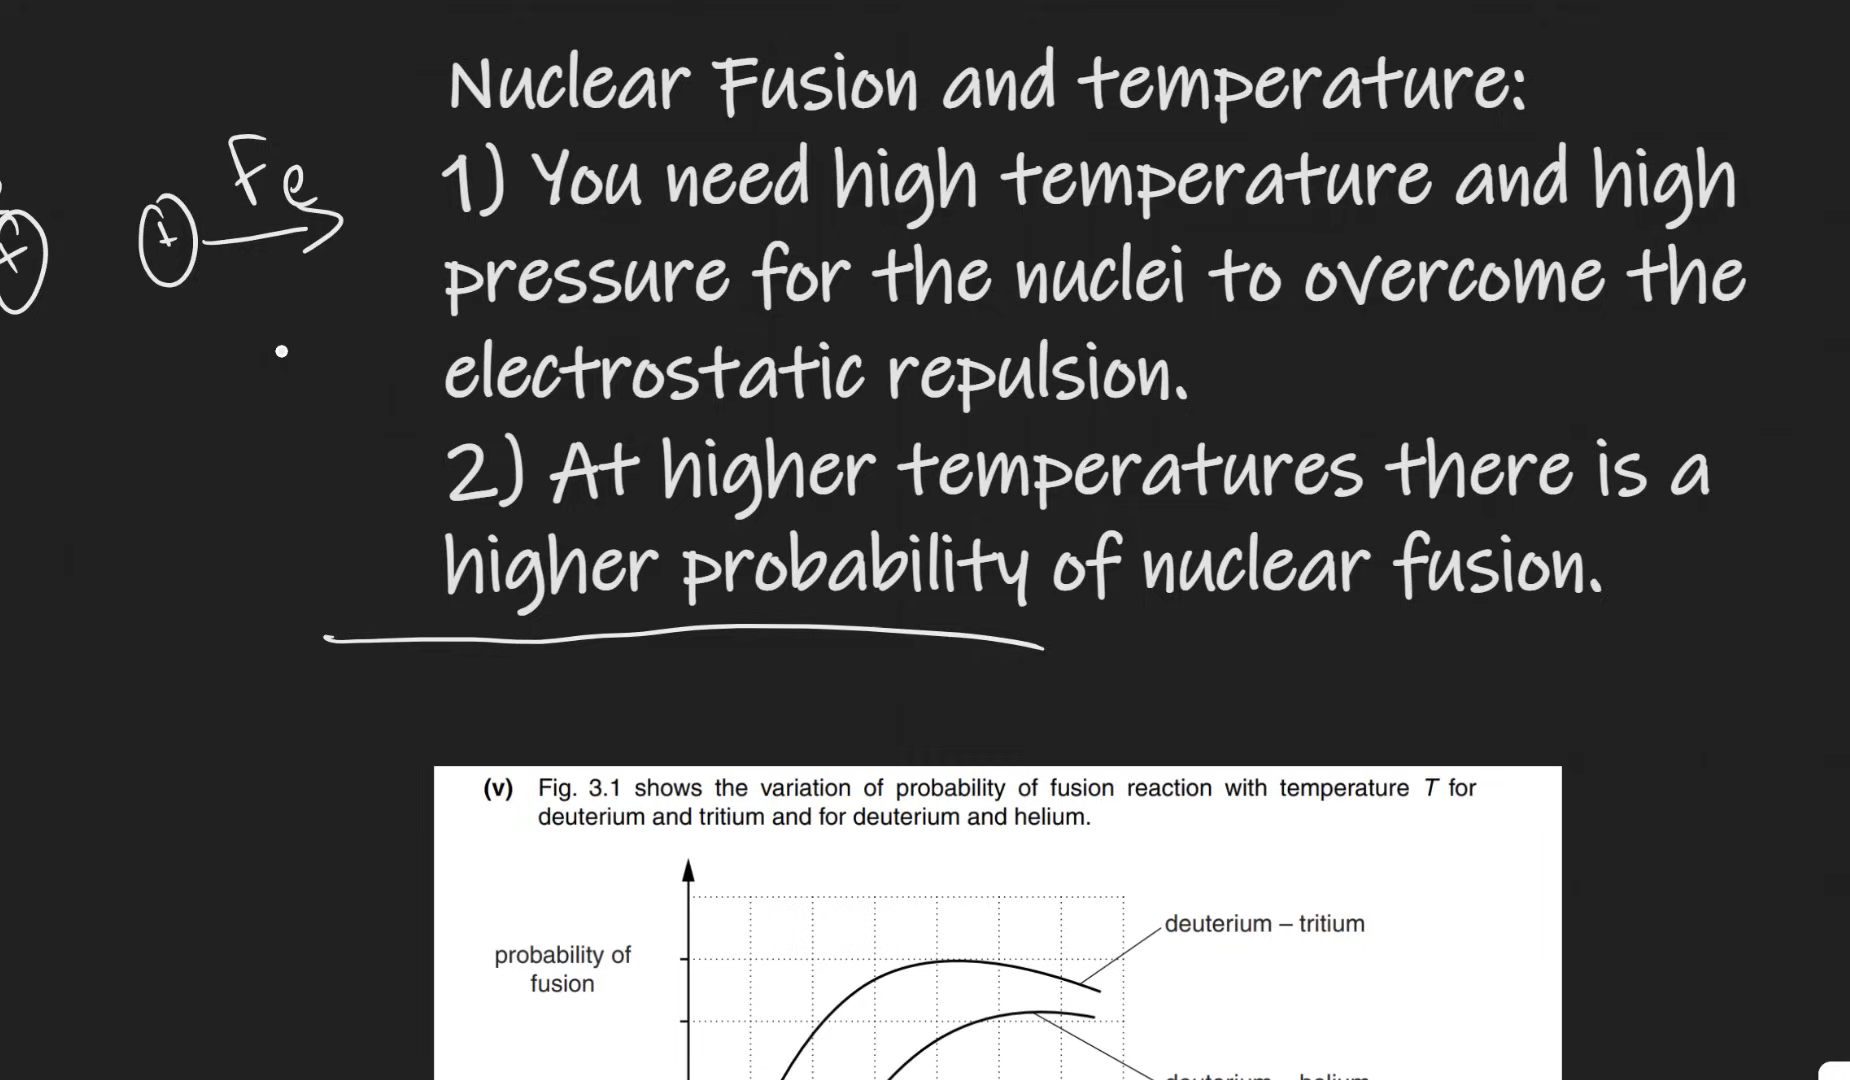 Nuclear Fusion and temperature:
Fe
1) You need high temperature and high
pressure for the nuclei to overcome the
electrostatic repulsion.
2) At higher temperatures there is a
higher probability of nuclear fusion.
+
+
(v) Fig. 3.1 shows the variation of probability of fusion reaction with temperature T for
deuterium and tritium and for deuterium and helium.
deuterium – tritium
probability of
fusion